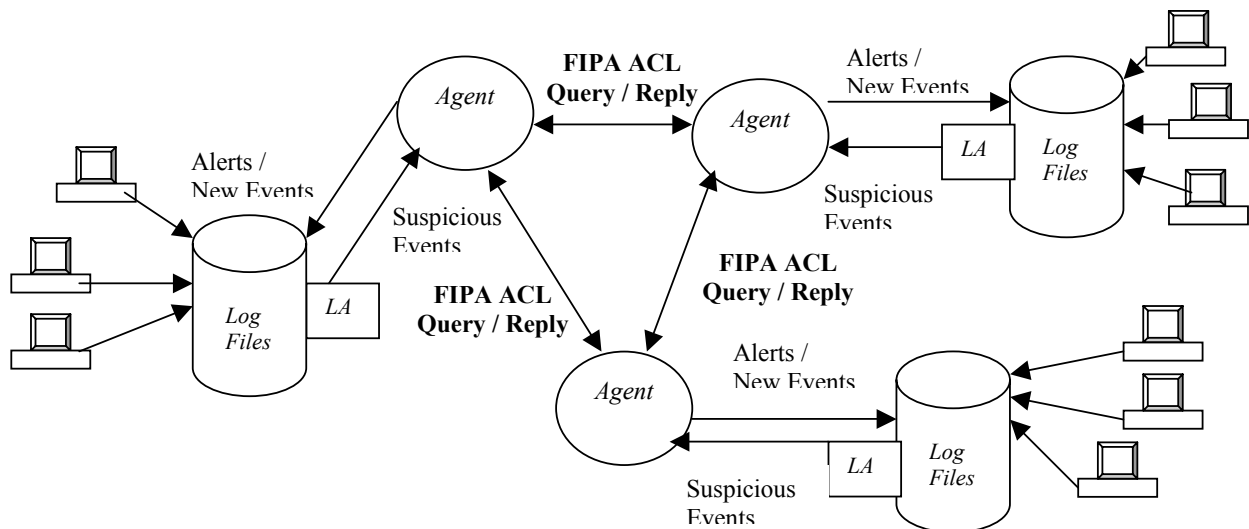 Agent
FIPA ACL
Query / Reply
Agent
Alerts /
New Events
LA
Log
Files
Suspicious
Events
Alerts /
New Events
Suspicious
Events
LA
Log
Files
FIPA ACL
Query / Reply
FIPA ACL
Query / Reply
Agent
Alerts /
New Events
LA
Log
Files
Suspicious
Events